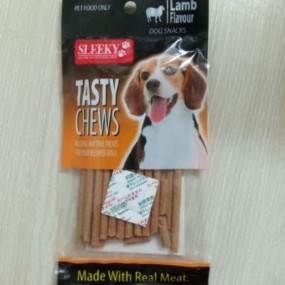 PET FOOD ONLY
Lamb
Flavour
DOG SNACKS
SLEEKY
TASTY
CHEWS
Made With Real Meat.